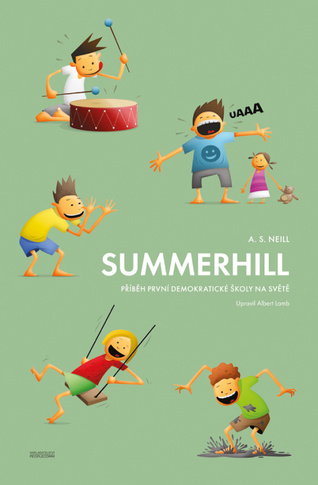 UAAA
A. S. NEILL
SUMMERHILL
PŘÍBĚH PRVNÍ DEMOKRATICKÉ ŠKOLY NA SVĚTĚ
Upravil Albert Lamb